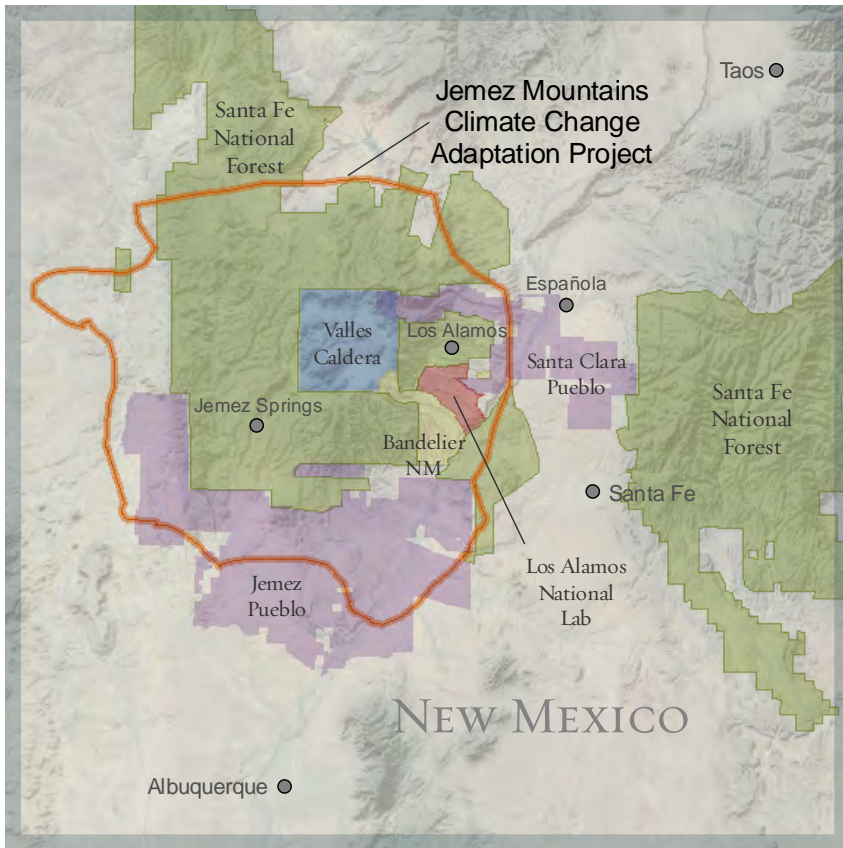 Taos
Jemez Mountains
Climate Change
Adaptation Project
Santa Fe
National
Forest
Española
Valles
Caldera
Los Alamos
Santa Clara
Pueblo
Santa Fe
National
Forest
Jemez Springs
Bandelier
NM
Santa Fe
Los Alamos
National
Lab
Jemez
Pueblo
New Mexico
Albuquerque